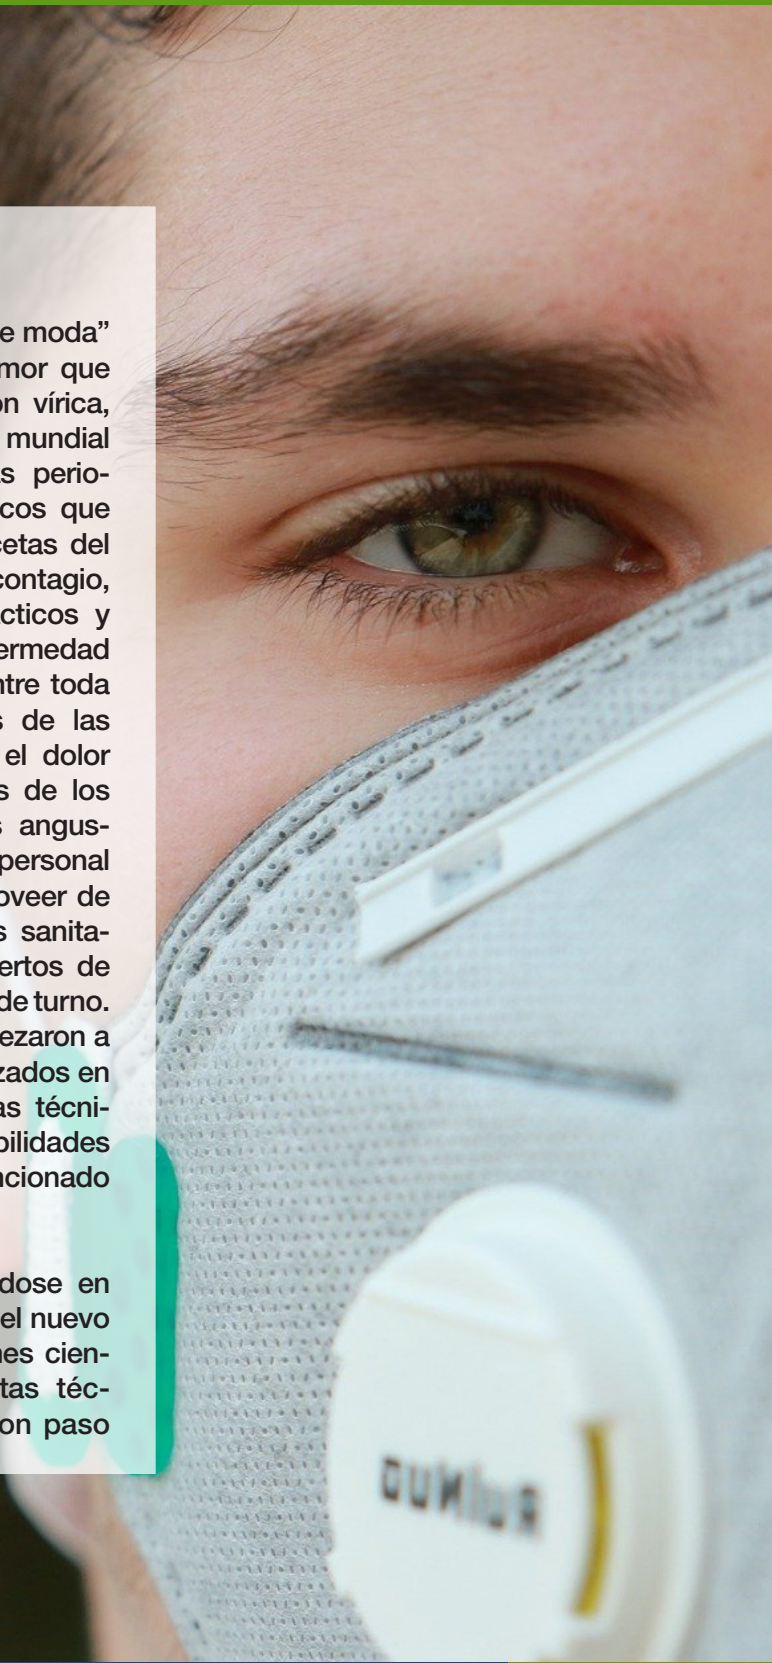 e moda”
mor que
n vírica,
mundial
s perio-
cos que
cetas del
contagio,
cticos y
ermedad
ntre toda
s de las
el dolor
s de los
s angus-
personal
oveer de
s sanita-
ertos de
de turno.
ezaron a
zados en
as técni-
bilidades
ncionado
dose en
el nuevo
nes cien-
tas téc-
on paso